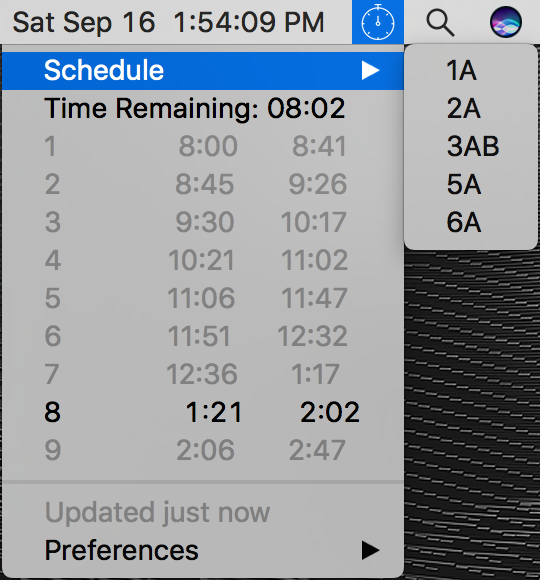 Sat Sep 16 1:54:09 PM
Schedule
Time Remaining: 08:02
1 8:00 8:41
2 8:45 9:26
3 9:30 10:17
4 10:21 11:02
5 11:06 11:47
6 11:51 12:32
7 12:36 1:17
8 1:21 2:02
9 2:06 2:47
Updated just now
Preferences
1A
2A
3AB
5A
6A